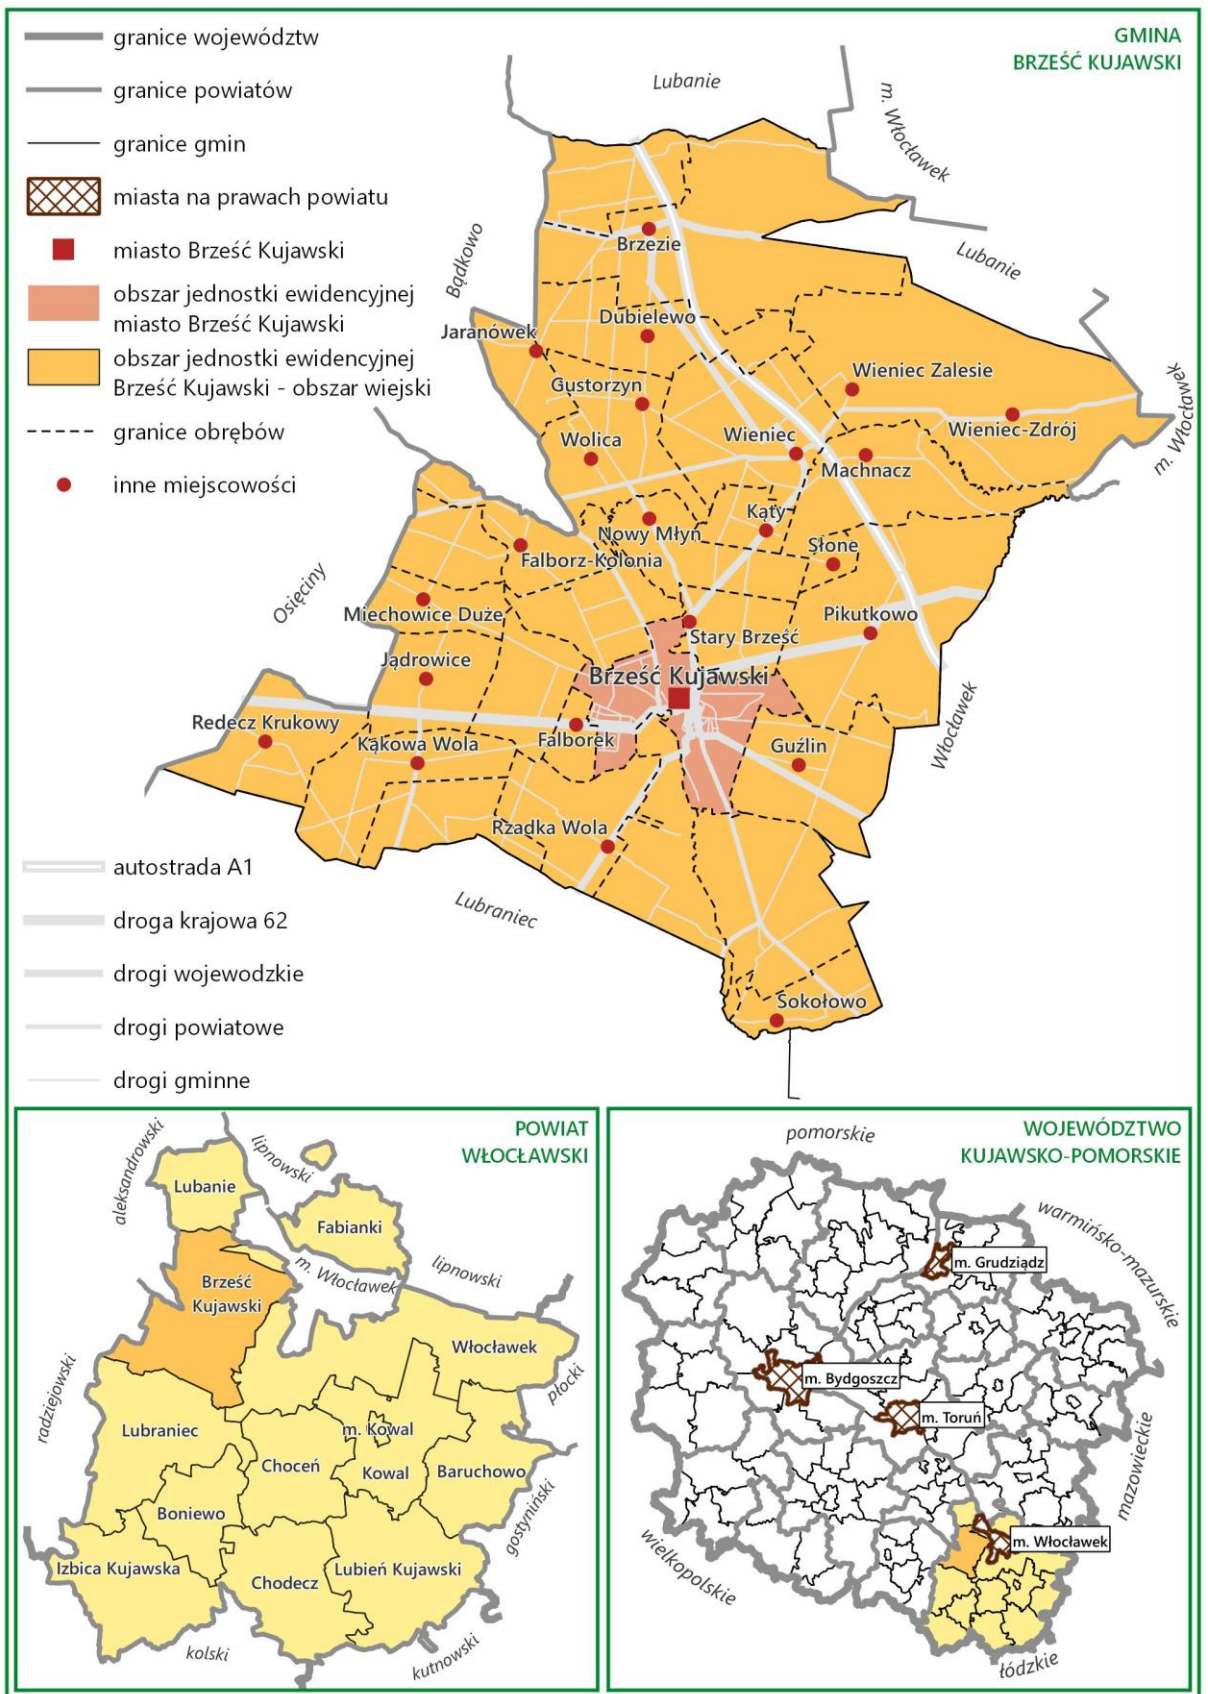 granice województw
granice powiatów
granice gmin
miasta na prawach powiatu
miasto Brześć Kujawski
obszar jednostki ewidencyjnej
miasto Brześć Kujawski
obszar jednostki ewidencyjnej
Brześć Kujawski - obszar wiejski
granice obrębów
inne miejscowości
GMINA
BRZEŚĆ KUJAWSKI
Lubanie
m. Włocławek
Bądkowo
Lubanie
Brzezie
Dubielewo
Jaranówek
Gustorzyn
Wieniec Zalesie
m. Włocławek
Wolica
Wieniec
Wieniec-Zdrój
Machnacz
Kąty
Nowy Młyn
Słone
Falborz-Kolonia
Osięciny
Miechowice Duże
Pikutkowo
Stary Brześć
Jądrowice
Brześć Kujawski
Redecz Krukowy
Kąkowa Wola
Falborek
Guźlin
Włocławek
Rzadka Wola
Lubraniec
Sokołowo
autostrada A1
droga krajowa 62
drogi wojewodzkie
drogi powiatowe
drogi gminne
POWIAT
WŁOCŁAWSKI
aleksandrowski
lipnowski
Lubanie
Fabianki
Brześć
Kujawski
m. Włocławek
lipnowski
Włocławek
płocki
radziejowski
Lubraniec
m. Kowal
Choceń
Kowal
Baruchowo
Boniewo
gostyniński
Izbica Kujawska
Chodecz
Lubień Kujawski
kolski
kutnowski
WOJEWÓDZTWO
KUJAWSKO-POMORSKIE
pomorskie
warmińsko-mazurskie
m. Grudziądz
m. Bydgoszcz
m. Toruń
mazowieckie
m. Włocławek
wielkopolskie
łódzkie